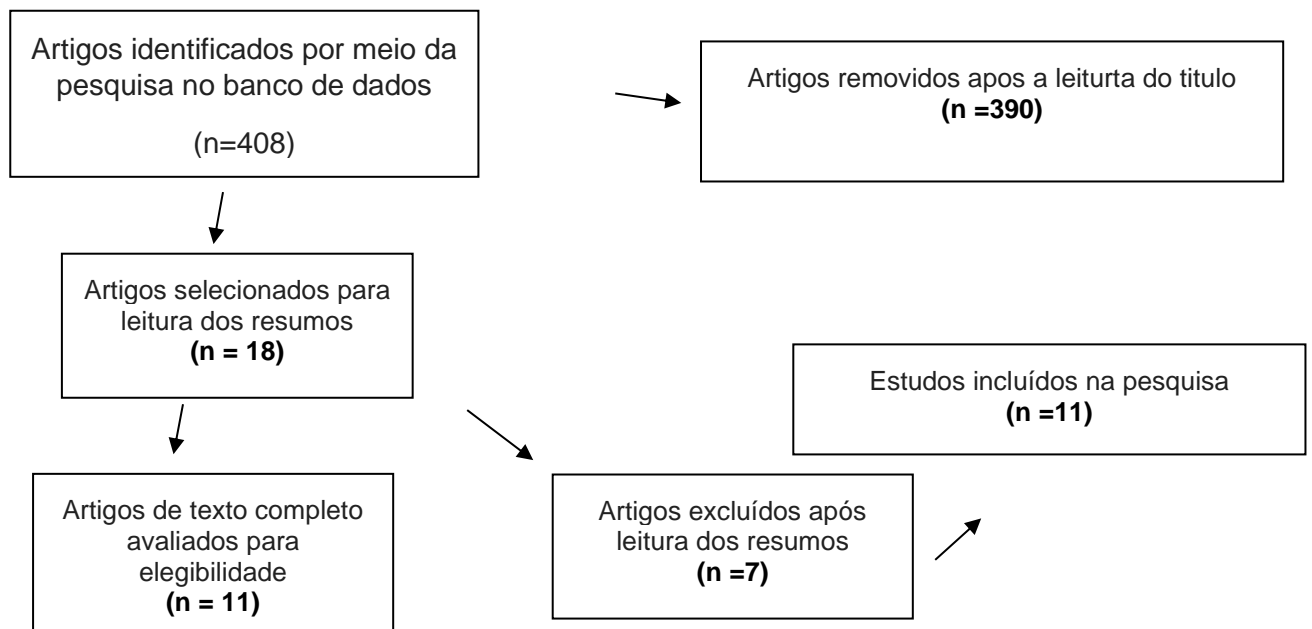 Artigos identificados por meio da
pesquisa no banco de dados
(n=408)
Artigos removidos apos a leiturta do titulo
(n =390)
Artigos selecionados para
leitura dos resumos
(n = 18)
Estudos incluídos na pesquisa
(n =11)
Artigos de texto completo
avaliados para
elegibilidade
(n = 11)
Artigos excluídos após
leitura dos resumos
(n =7)